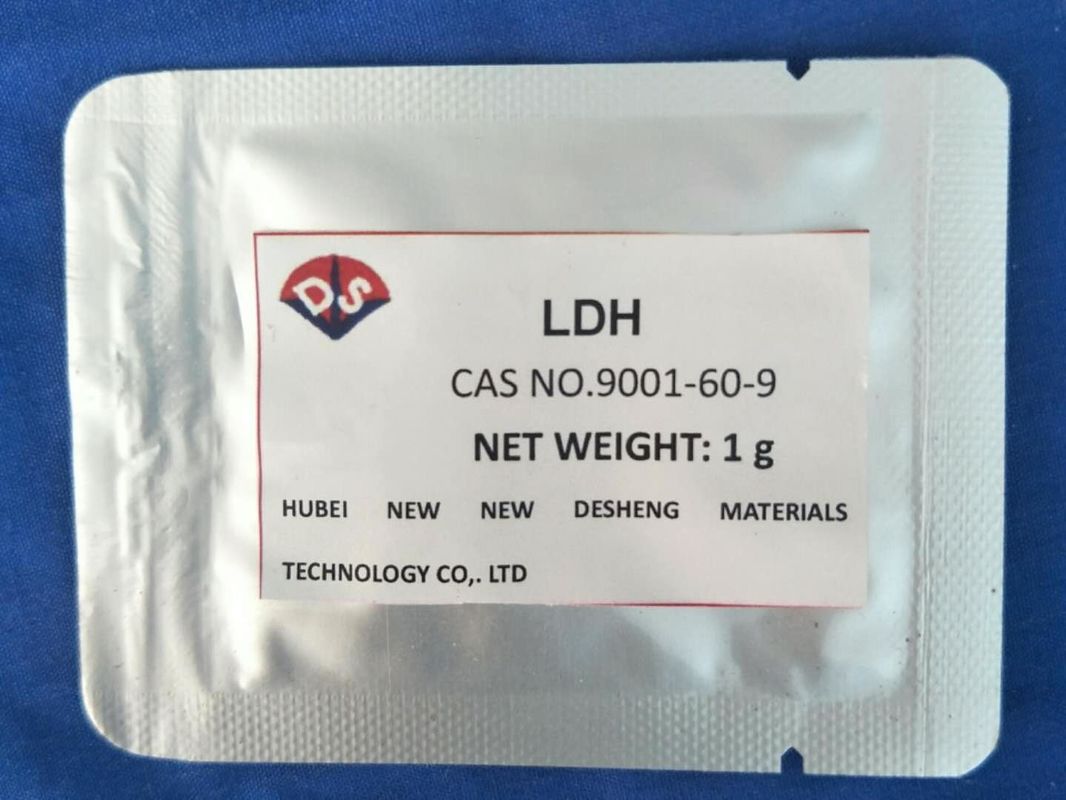 DS
LDH
CAS NO.9001-60-9
NET WEIGHT: 1 g
HUBEI NEW NEW DESHENG MATERIALS
TECHNOLOGY CO,. LTD